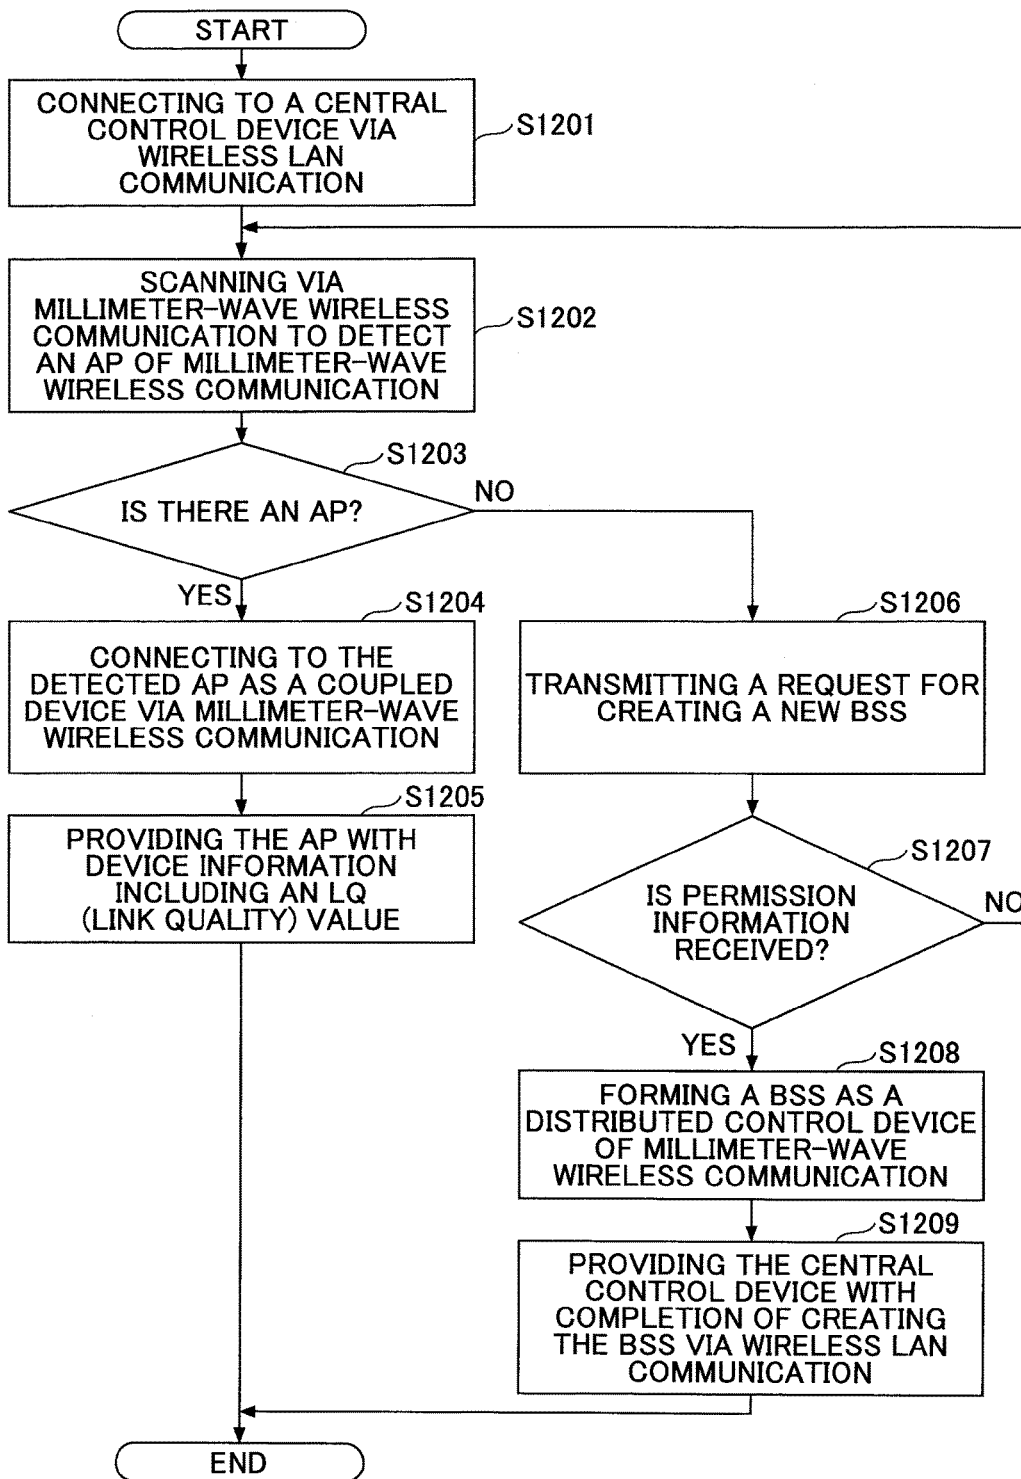 START
CONNECTING TO A CENTRAL
CONTROL DEVICE VIA
WIRELESS LAN
COMMUNICATION
S1201
SCANNING VIA
MILLIMETER-WAVE WIRELESS
COMMUNICATION TO DETECT
AN AP OF MILLIMETER-WAVE
WIRELESS COMMUNICATION
S1202
S1203
IS THERE AN AP?
NO
YES
S1204
CONNECTING TO THE
DETECTED AP AS A COUPLED
DEVICE VIA MILLIMETER-WAVE
WIRELESS COMMUNICATION
S1205
PROVIDING THE AP WITH
DEVICE INFORMATION
INCLUDING AN LQ
(LINK QUALITY) VALUE
S1206
TRANSMITTING A REQUEST FOR
CREATING A NEW BSS
S1207
IS PERMISSION
INFORMATION
RECEIVED?
NO
YES
S1208
FORMING A BSS AS A
DISTRIBUTED CONTROL DEVICE
OF MILLIMETER-WAVE
WIRELESS COMMUNICATION
S1209
PROVIDING THE CENTRAL
CONTROL DEVICE WITH
COMPLETION OF CREATING
THE BSS VIA WIRELESS LAN
COMMUNICATION
END